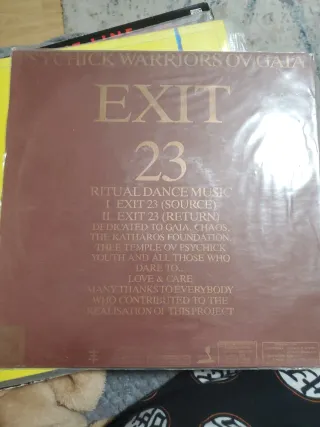 PSYCHICK WARRIORS OV GAIA
EXIT
23
RITUAL DANCE MUSIC
I EXIT 23 (SOURCE)
II. EXIT 23 (RETURN)
DEDICATED TO GAIA, CHAOS,
THE KATHAROS FOUNDATION,
THEE TEMPLE OV PSYCHICK
YOUTH AND ALL THOSE WHO
DARE TO...
LOVE & CARE
MANY THANKS TO EVERYBODY
WHO CONTRIBUTED TO THE
REALISATION OF THIS PROJECT